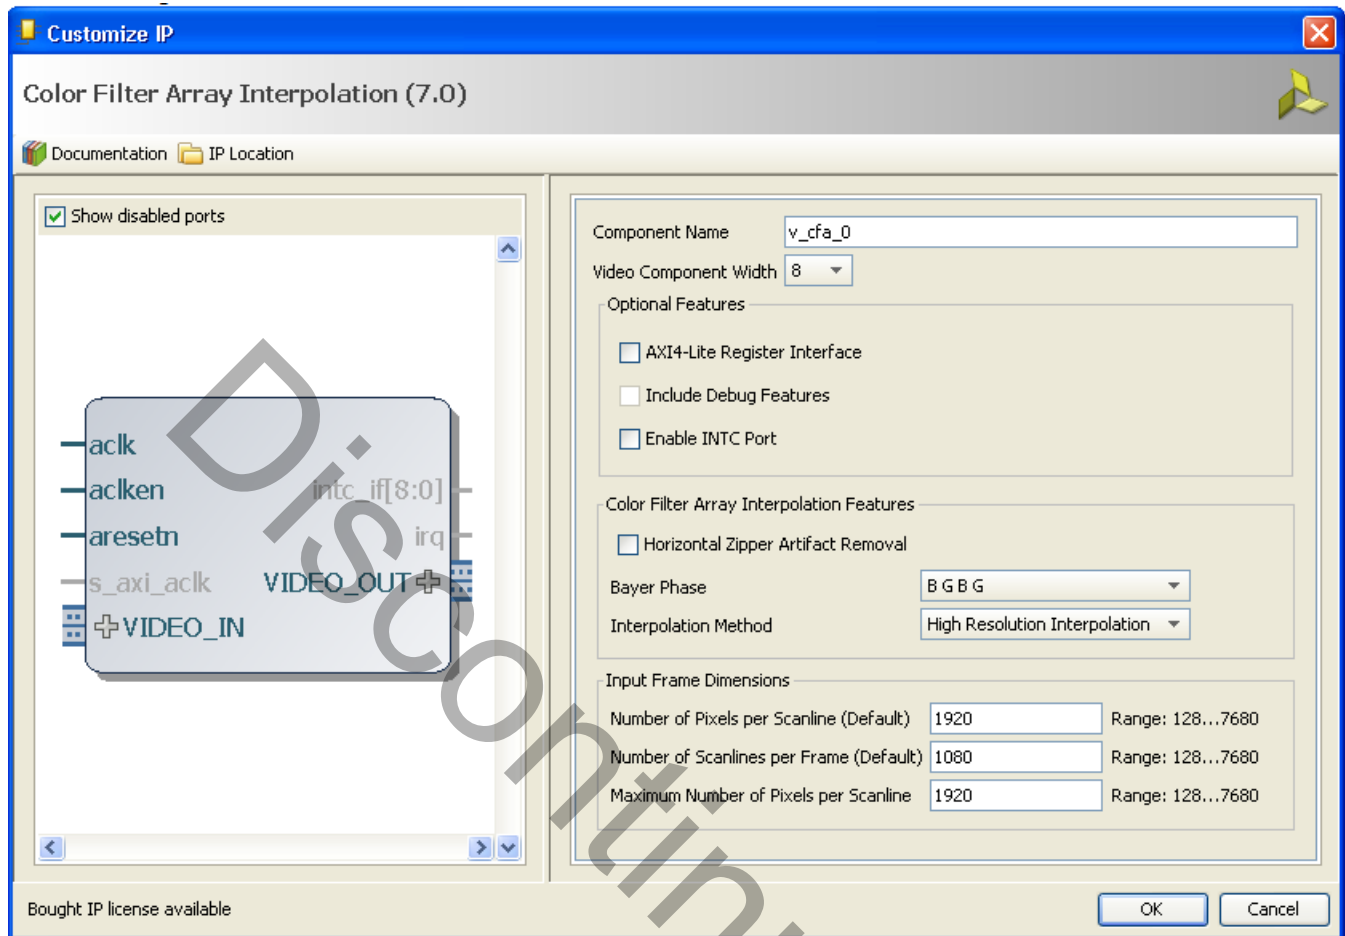 Customize IP
Color Filter Array Interpolation (7.0)
Documentation IP Location
Show disabled ports
aclk
aclken
intc_if[8:0]
aresetn
irq
s_axi_aclk
VIDEO_OUT
VIDEO_IN
Component Name v_cfa_0
Video Component Width 8
Optional Features
AXI4-Lite Register Interface
Include Debug Features
Enable INTC Port
Color Filter Array Interpolation Features
Horizontal Zipper Artifact Removal
Bayer Phase B G B G
Interpolation Method High Resolution Interpolation
Input Frame Dimensions
Number of Pixels per Scanline (Default) 1920 Range: 128...7680
Number of Scanlines per Frame (Default) 1080 Range: 128...7680
Maximum Number of Pixels per Scanline 1920 Range: 128...7680
Bought IP license available
OK Cancel